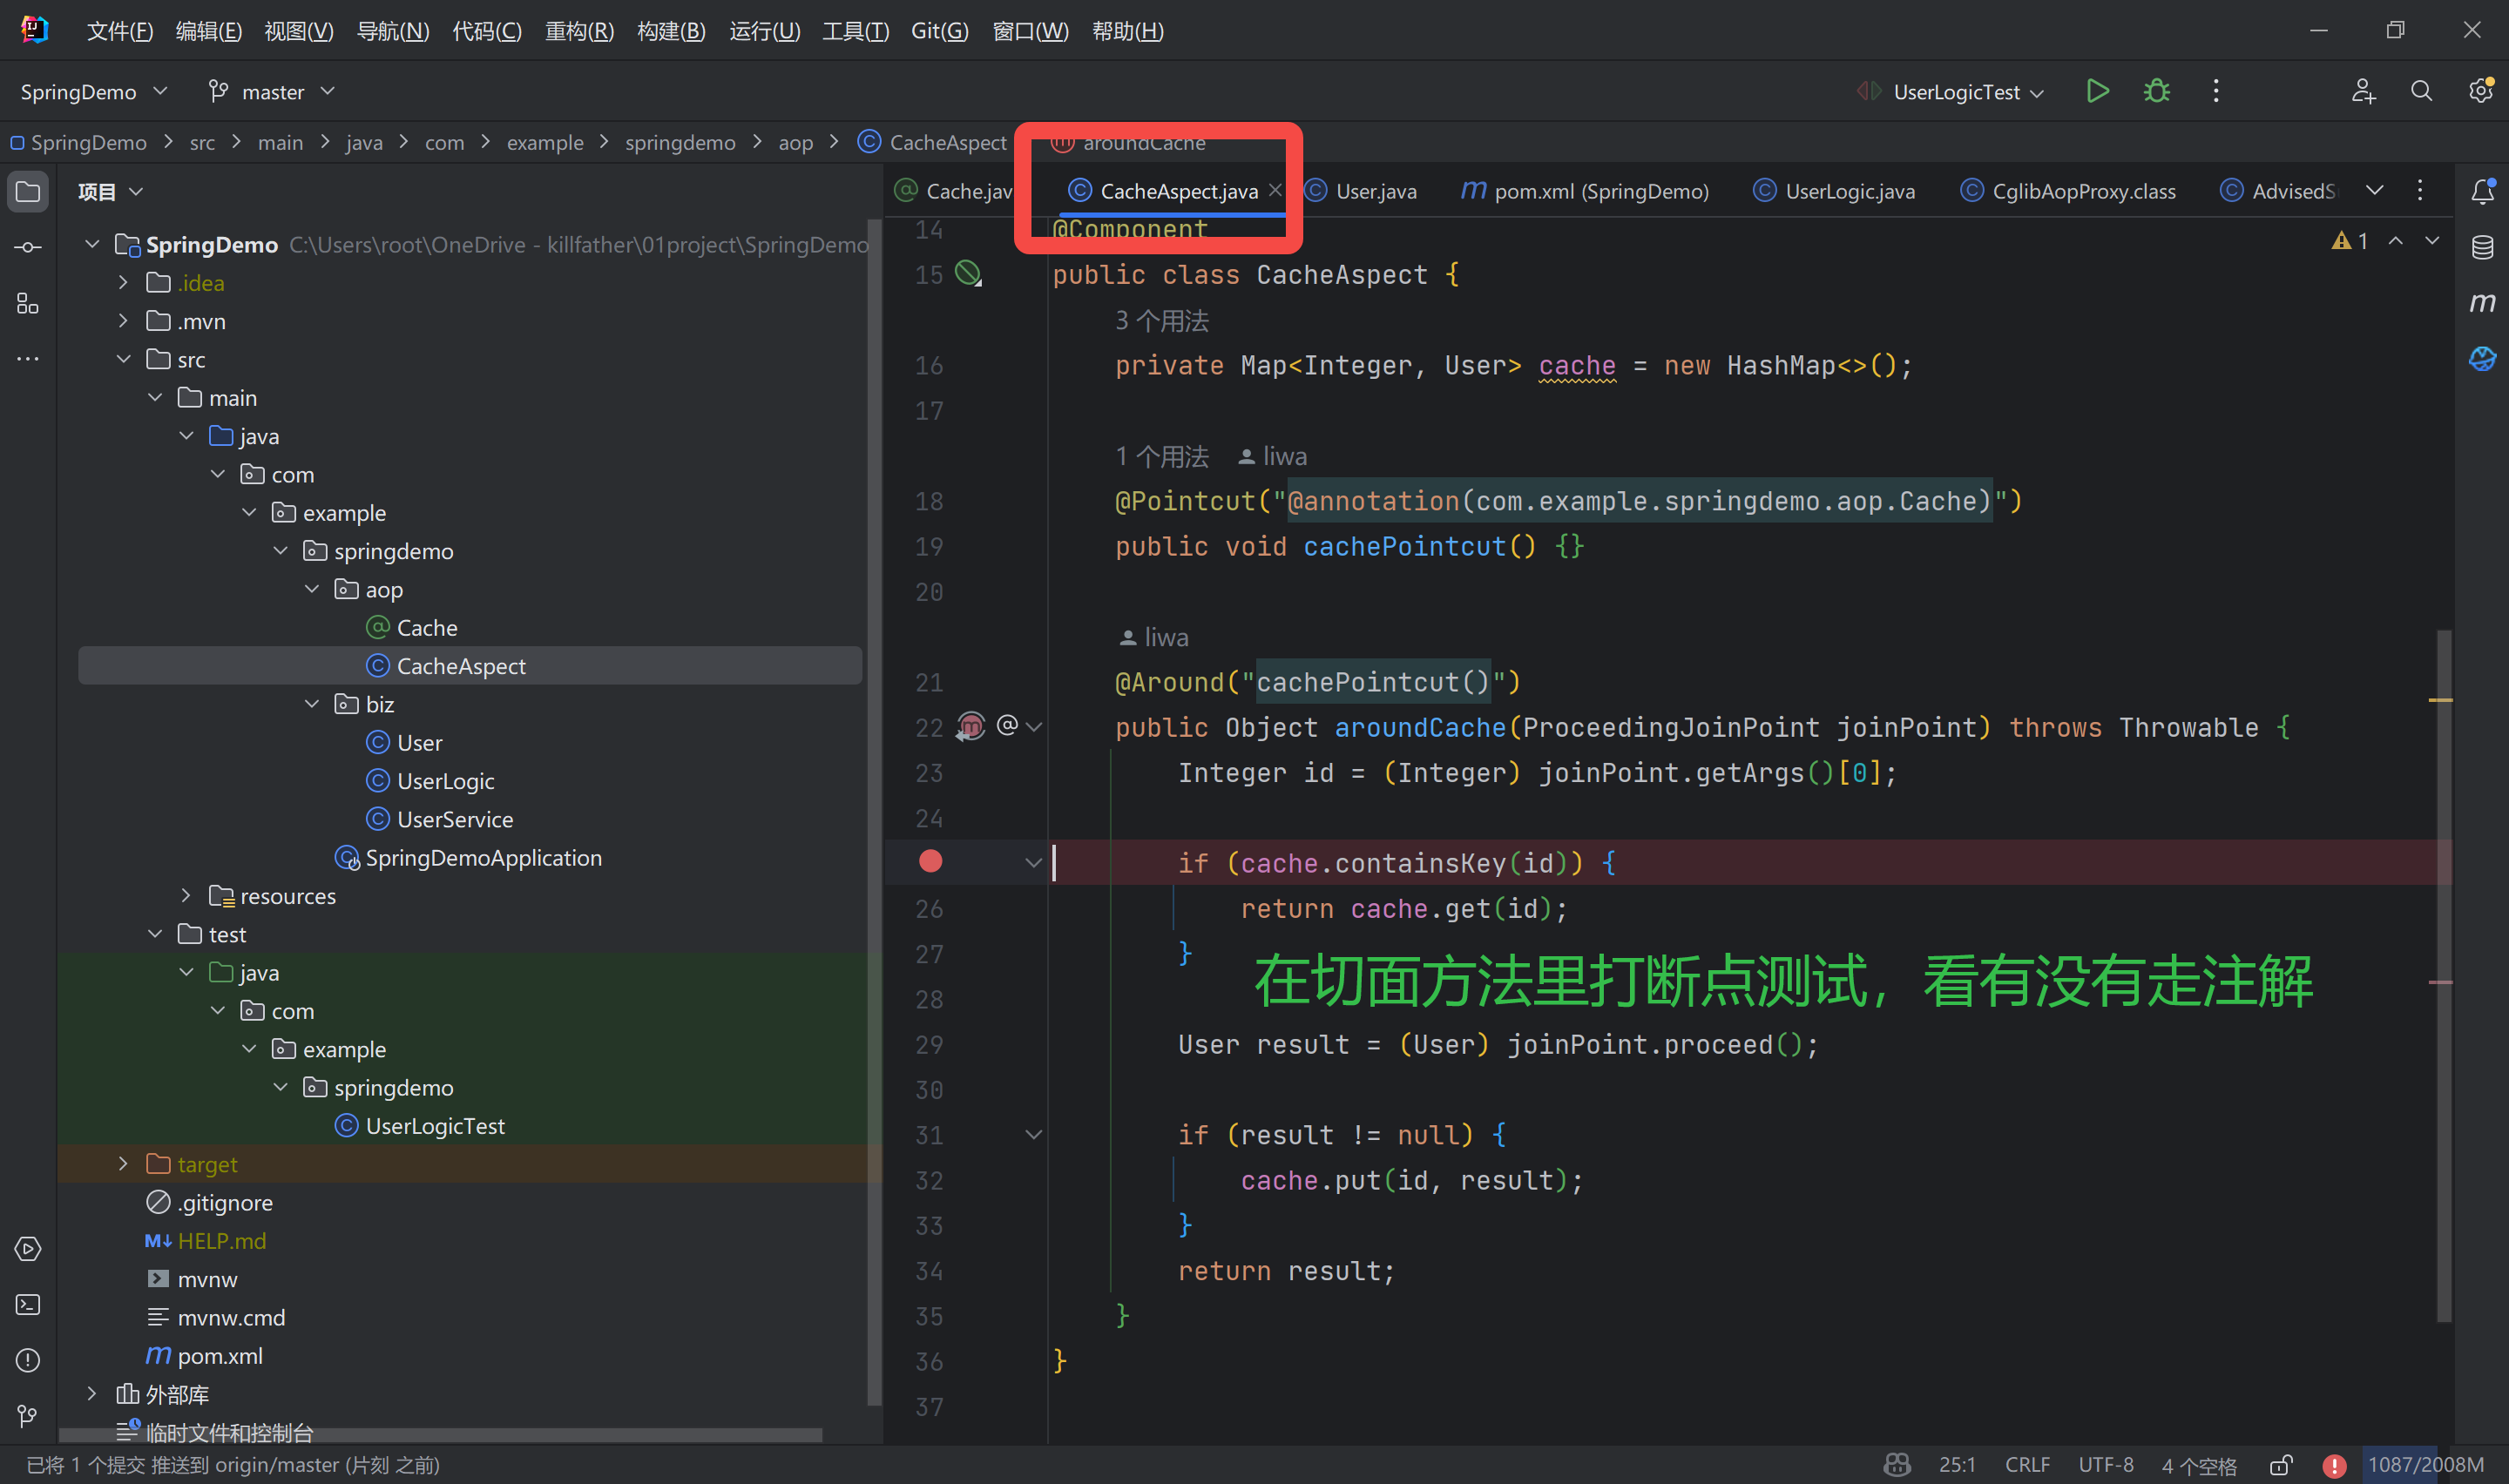 文件(F) 编辑(E) 视图(V) 导航(N) 代码(C) 重构(R) 构建(B) 运行(U) 工具(T) Git(G) 窗口(W) 帮助(H)
SpringDemo master UserLogicTest
SpringDemo src main java com example springdemo aop CacheAspect aroundCache
项目
SpringDemo C:\Users\root\OneDrive - killfather\01project\SpringDemo
.idea
.mvn
src
main
java
com
example
springdemo
aop
Cache
CacheAspect
biz
User
UserLogic
UserService
SpringDemoApplication
resources
test
java
com
example
springdemo
UserLogicTest
target
.gitignore
HELP.md
mvnw
mvnw.cmd
pom.xml
外部库
临时文件和控制台
Cache.jav CacheAspect.java User.java pom.xml (SpringDemo) UserLogic.java CglibAopProxy.class AdvisedS
1
14 @Component
15 public class CacheAspect {
3 个用法
16 private Map<Integer, User> cache = new HashMap<>();
17
1 个用法 liwa
18 @Pointcut("@annotation(com.example.springdemo.aop.Cache)")
19 public void cachePointcut() {}
20
liwa
21 @Around("cachePointcut()")
22 public Object aroundCache(ProceedingJoinPoint joinPoint) throws Throwable {
23 Integer id = (Integer) joinPoint.getArgs()[0];
24
if (cache.containsKey(id)) {
26 return cache.get(id);
27 }
在切面方法里打断点测试，看有没有走注解
28
29 User result = (User) joinPoint.proceed();
30
31 if (result != null) {
32 cache.put(id, result);
33 }
34 return result;
35 }
36 }
37
已将 1 个提交 推送到 origin/master (片刻 之前) 25:1 CRLF UTF-8 4 个空格 1087/2008M